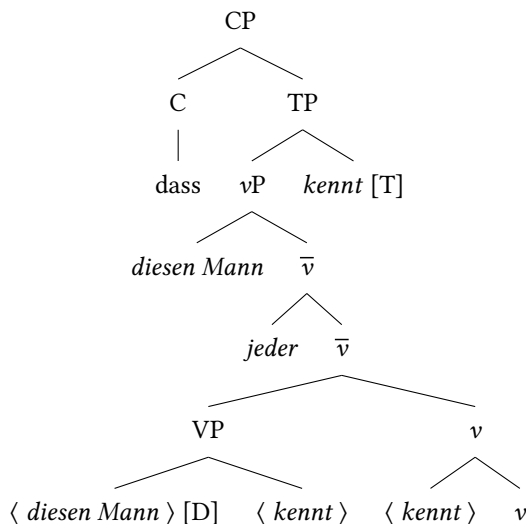 CP
C TP
dass vP kennt [T]
diesen Mann v̅
jeder v̅
VP v
⟨ diesen Mann ⟩ [D] ⟨ kennt ⟩ ⟨ kennt ⟩ v